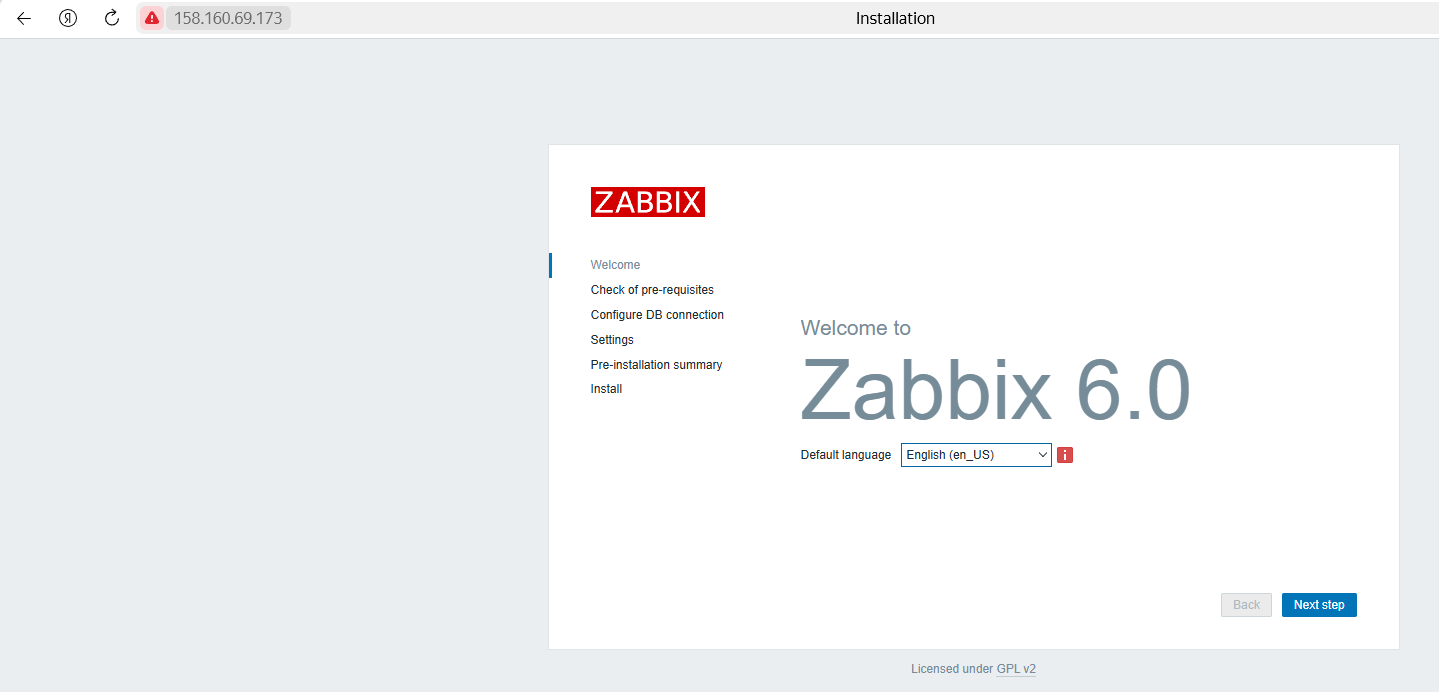 Я 158.160.69.173 Installation
ZABBIX
Welcome
Check of pre-requisites
Configure DB connection
Settings
Pre-installation summary
Install
Welcome to
Zabbix 6.0
Default language English (en_US) i
Back Next step
Licensed under GPL v2